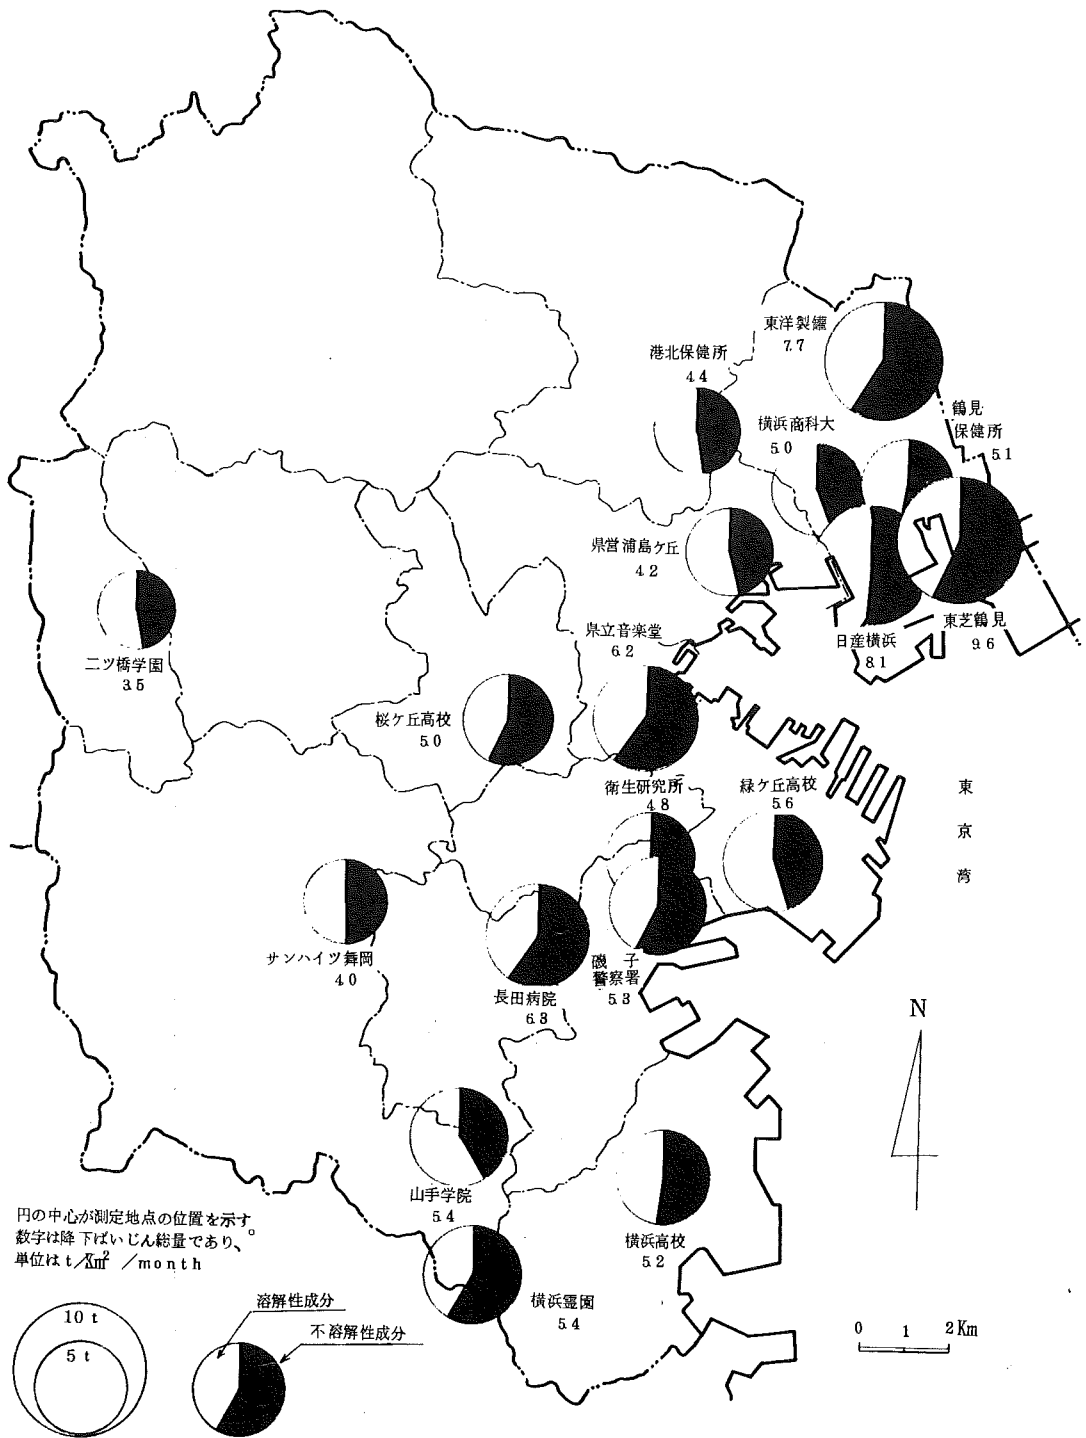 東洋製罐
7.7
港北保健所
4.4
鶴見
保健所
5.1
横浜商科大
5.0
県営浦島ケ丘
4.2
県立音楽堂
6.2
東芝鶴見
9.6
日産横浜
8.1
二ツ橋学園
3.5
桜ケ丘高校
5.0
衛生研究所
4.8
緑ケ丘高校
5.6
東
京
湾
サンハイツ舞岡
4.0
磯子
警察署
5.3
長田病院
6.3
N
山手学院
5.4
横浜高校
5.2
横浜霊園
5.4
円の中心が測定地点の位置を示す。
数字は降下ばいじん総量であり、
単位はt/Km²/month
10t
5t
溶解性成分
不溶解性成分
0 1 2Km